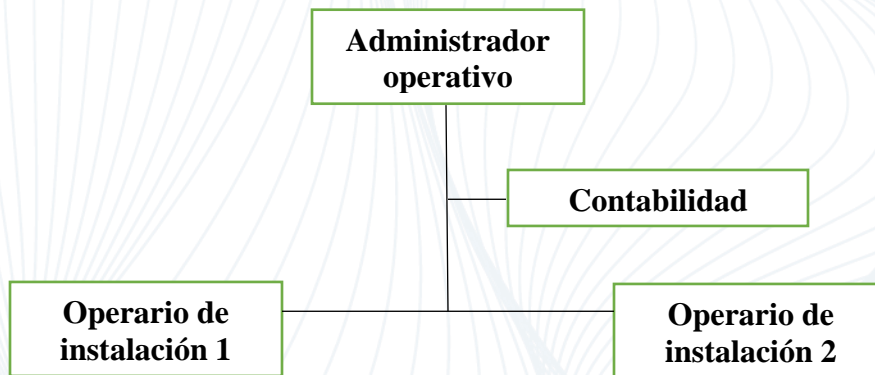 Administrador
operativo
Contabilidad
Operario de
instalación 1
Operario de
instalación 2